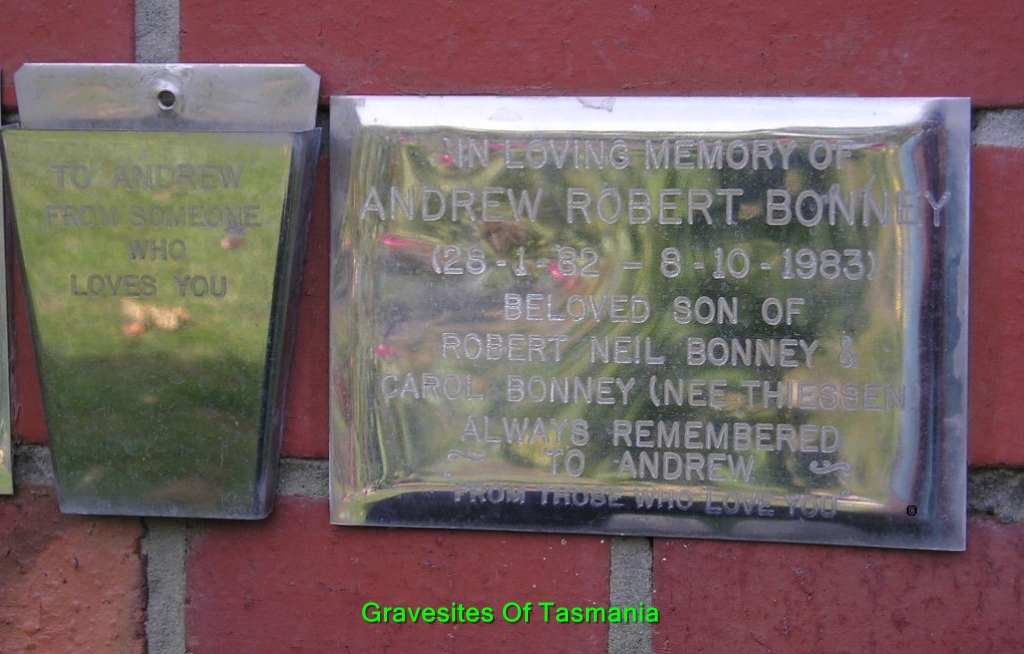 TO ANDREW
FROM SOMEONE
WHO
LOVES YOU
IN LOVING MEMORY OF
ANDREW ROBERT BONNEY
(28-1-82 - 8-10-1983)
BELOVED SON OF
ROBERT NEIL BONNEY &
CAROL BONNEY (NEE THIESSEN)
ALWAYS REMEMBERED
TO ANDREW
FROM THOSE WHO LOVE YOU
Gravesites Of Tasmania